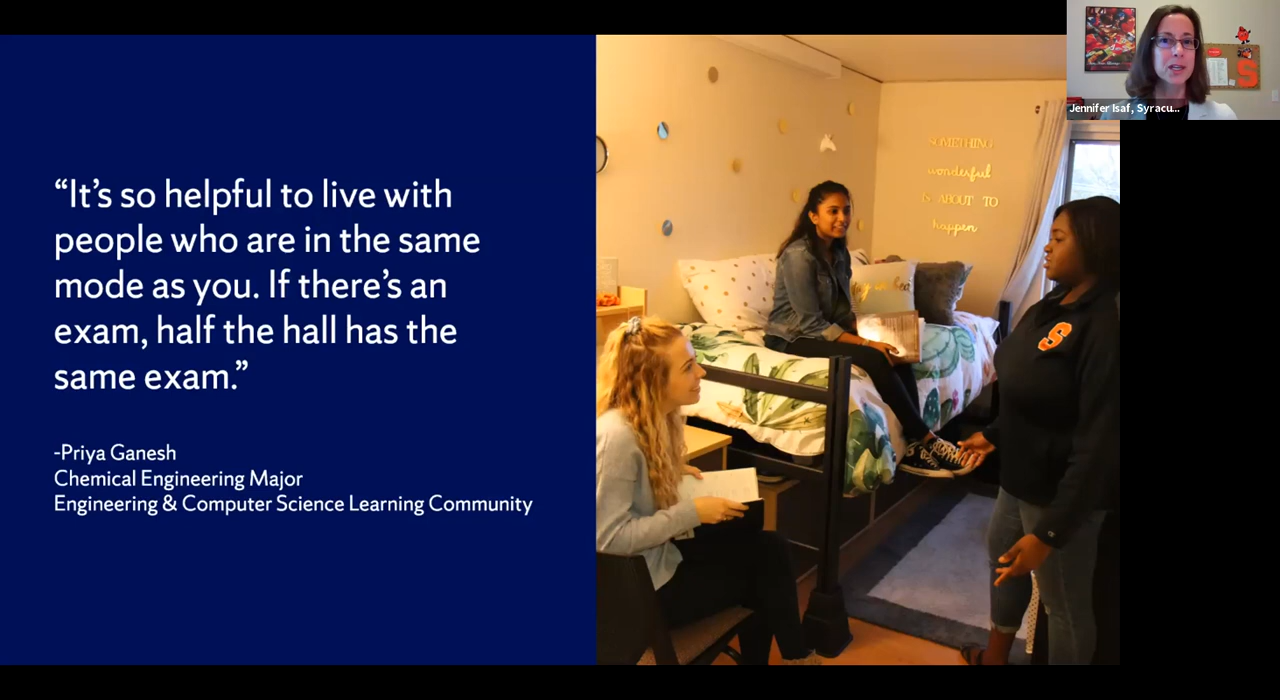 “It’s so helpful to live with
people who are in the same
mode as you. If there’s an
exam, half the hall has the
same exam.”
-Priya Ganesh
Chemical Engineering Major
Engineering & Computer Science Learning Community
SOMETHING
wonderful
IS ABOUT TO
happen
S
Jennifer Isaf, Syracu...
S